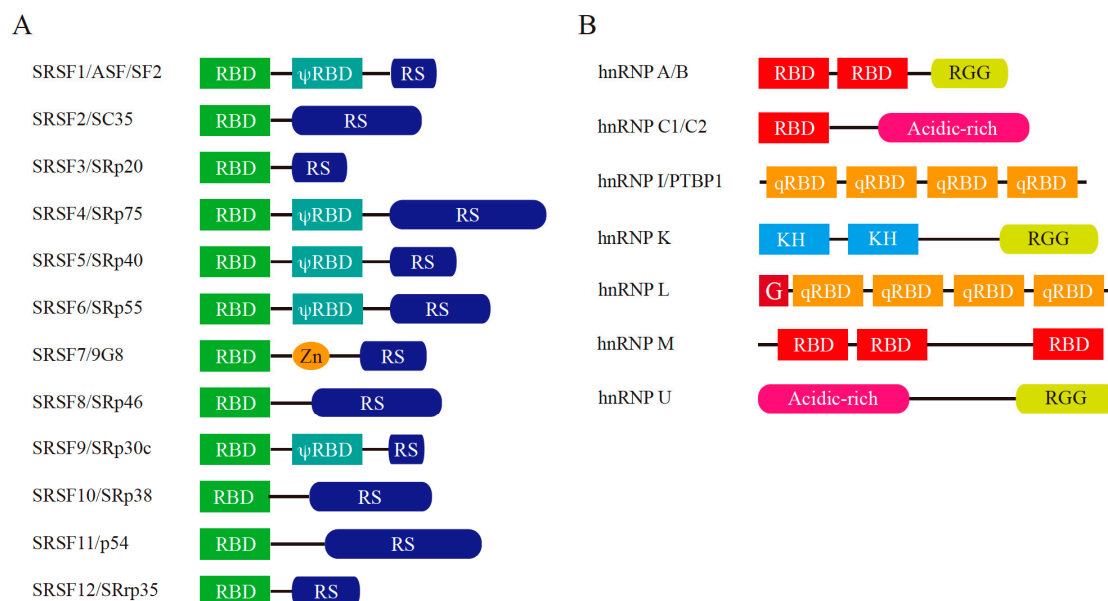 A
SRSF1/ASF/SF2 RBD ψRBD RS
SRSF2/SC35 RBD RS
SRSF3/SRp20 RBD RS
SRSF4/SRp75 RBD ψRBD RS
SRSF5/SRp40 RBD ψRBD RS
SRSF6/SRp55 RBD ψRBD RS
SRSF7/9G8 RBD Zn RS
SRSF8/SRp46 RBD RS
SRSF9/SRp30c RBD ψRBD RS
SRSF10/SRp38 RBD RS
SRSF11/p54 RBD RS
SRSF12/SRrp35 RBD RS
B
hnRNP A/B RBD RBD RGG
hnRNP C1/C2 RBD Acidic-rich
hnRNP I/PTBP1 qRBD qRBD qRBD qRBD
hnRNP K KH KH RGG
hnRNP L G qRBD qRBD qRBD qRBD
hnRNP M RBD RBD RBD
hnRNP U Acidic-rich RGG